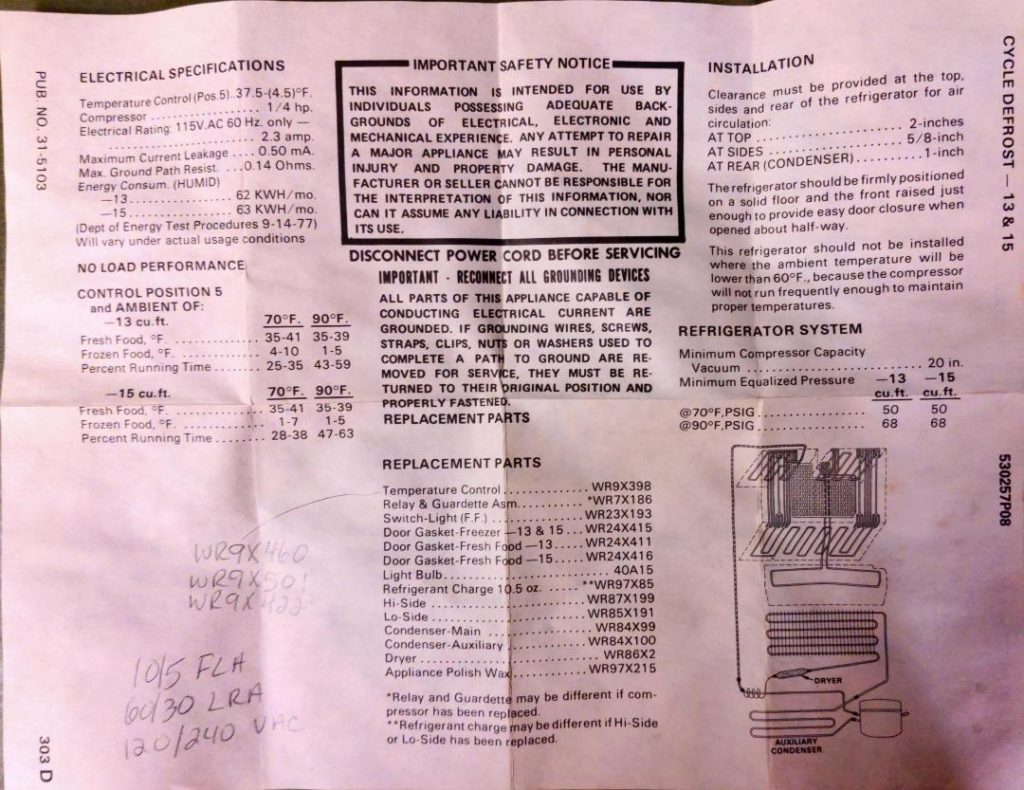 PUB. NO. 31-5103
303 D
ELECTRICAL SPECIFICATIONS
Temperature Control (Pos.5)..37.5-(4.5)°F.
Compressor ................ 1/4 hp.
Electrical Rating: 115V.AC 60 Hz. only —
........................ 2.3 amp.
Maximum Current Leakage .... 0.50 mA.
Max. Ground Path Resist. ...0.14 Ohms.
Energy Consum. (HUMID)
—13.............. 62 KWH/mo.
—15.............. 63 KWH/mo.
(Dept of Energy Test Procedures 9-14-77)
Will vary under actual usage conditions
NO LOAD PERFORMANCE
CONTROL POSITION 5
and AMBIENT OF:
—13 cu.ft. 70°F. 90°F.
Fresh Food, °F. ............. 35-41 35-39
Frozen Food, °F. ............ 4-10 1-5
Percent Running Time ........ 25-35 43-59
—15 cu.ft. 70°F. 90°F.
Fresh Food, °F. ............. 35-41 35-39
Frozen Food, °F. ............ 1-7 1-5
Percent Running Time ....... 28-38 47-63
WR9X460
WR9X501
WR9X422
10/5 FLA
60/30 LRA
120/240 VAC
IMPORTANT SAFETY NOTICE
THIS INFORMATION IS INTENDED FOR USE BY
INDIVIDUALS POSSESSING ADEQUATE BACK-
GROUNDS OF ELECTRICAL, ELECTRONIC AND
MECHANICAL EXPERIENCE. ANY ATTEMPT TO REPAIR
A MAJOR APPLIANCE MAY RESULT IN PERSONAL
INJURY AND PROPERTY DAMAGE. THE MANU-
FACTURER OR SELLER CANNOT BE RESPONSIBLE FOR
THE INTERPRETATION OF THIS INFORMATION, NOR
CAN IT ASSUME ANY LIABILITY IN CONNECTION WITH
ITS USE.
DISCONNECT POWER CORD BEFORE SERVICING
IMPORTANT - RECONNECT ALL GROUNDING DEVICES
ALL PARTS OF THIS APPLIANCE CAPABLE OF
CONDUCTING ELECTRICAL CURRENT ARE
GROUNDED. IF GROUNDING WIRES, SCREWS,
STRAPS, CLIPS, NUTS OR WASHERS USED TO
COMPLETE A PATH TO GROUND ARE RE-
MOVED FOR SERVICE, THEY MUST BE RE-
TURNED TO THEIR ORIGINAL POSITION AND
PROPERLY FASTENED.
REPLACEMENT PARTS
REPLACEMENT PARTS
Temperature Control ............ WR9X398
Relay & Guardette Asm. ......... *WR7X186
Switch-Light (F.F.) ............. WR23X193
Door Gasket-Freezer —13 & 15 ... WR24X415
Door Gasket-Fresh Food —13..... WR24X411
Door Gasket-Fresh Food —15..... WR24X416
Light Bulb........................ 40A15
Refrigerant Charge 10.5 oz. ..... **WR97X85
Hi-Side ......................... WR87X199
Lo-Side ......................... WR85X191
Condenser-Main ................. WR84X99
Condenser-Auxiliary ............. WR84X100
Dryer ........................... WR86X2
Appliance Polish Wax............ WR97X215
*Relay and Guardette may be different if com-
pressor has been replaced.
**Refrigerant charge may be different if Hi-Side
or Lo-Side has been replaced.
INSTALLATION
Clearance must be provided at the top,
sides and rear of the refrigerator for air
circulation:
AT TOP ..................... 2-inches
AT SIDES ................... 5/8-inch
AT REAR (CONDENSER).......... 1-inch
The refrigerator should be firmly positioned
on a solid floor and the front raised just
enough to provide easy door closure when
opened about half-way.
This refrigerator should not be installed
where the ambient temperature will be
lower than 60°F., because the compressor
will not run frequently enough to maintain
proper temperatures.
REFRIGERATOR SYSTEM
Minimum Compressor Capacity
Vacuum ....................... 20 in.
Minimum Equalized Pressure —13 —15
cu.ft. cu.ft.
@70°F,PSIG ................. 50 50
@90°F,PSIG ................. 68 68
DRYER
AUXILIARY
CONDENSER
CYCLE DEFROST — 13 & 15
530257P08